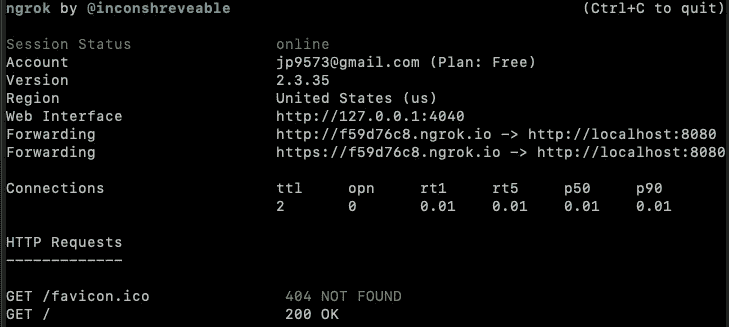 ngrok by @inconshreveable (Ctrl+C to quit)
Session Status online
Account jp9573@gmail.com (Plan: Free)
Version 2.3.35
Region United States (us)
Web Interface http://127.0.0.1:4040
Forwarding http://f59d76c8.ngrok.io -> http://localhost:8080
Forwarding https://f59d76c8.ngrok.io -> http://localhost:8080
Connections ttl opn rt1 rt5 p50 p90
2 0 0.01 0.01 0.01 0.01
HTTP Requests
-------------
GET /favicon.ico 404 NOT FOUND
GET / 200 OK